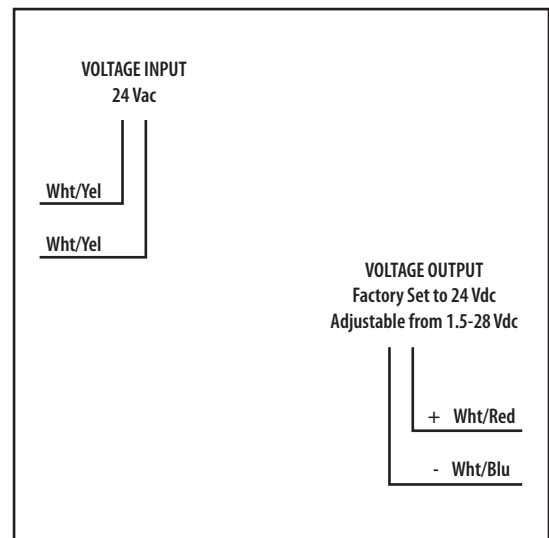 VOLTAGE INPUT
24 Vac
Wht/Yel
Wht/Yel
VOLTAGE OUTPUT
Factory Set to 24 Vdc
Adjustable from 1.5-28 Vdc
+ Wht/Red
- Wht/Blu